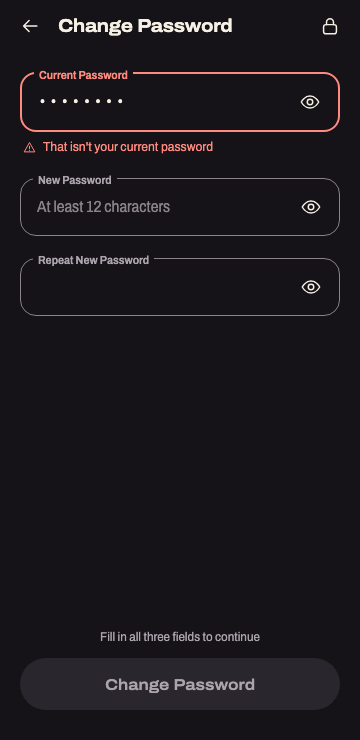 Change Password
Current Password
••••••••
That isn't your current password
New Password
At least 12 characters
Repeat New Password
Fill in all three fields to continue
Change Password